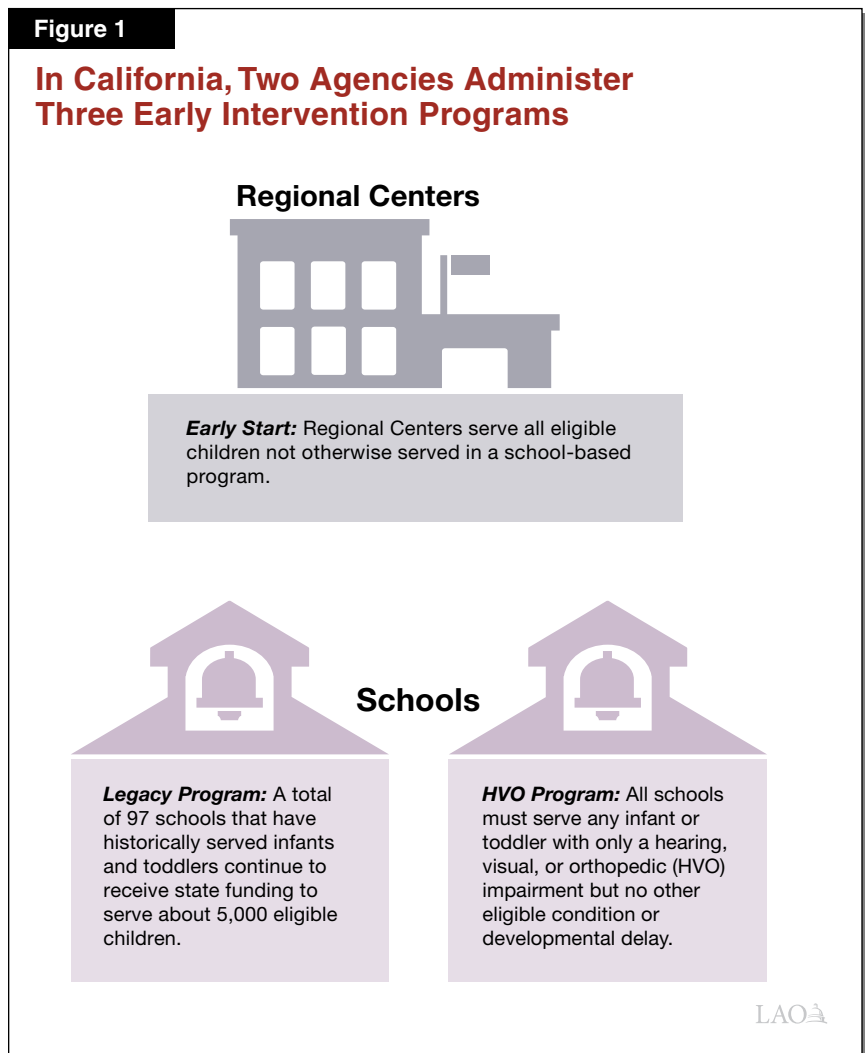 Figure 1
In California, Two Agencies Administer
Three Early Intervention Programs
Regional Centers
Early Start: Regional Centers serve all eligible
children not otherwise served in a school-based
program.
Schools
Legacy Program: A total
of 97 schools that have
historically served infants
and toddlers continue to
receive state funding to
serve about 5,000 eligible
children.
HVO Program: All schools
must serve any infant or
toddler with only a hearing,
visual, or orthopedic (HVO)
impairment but no other
eligible condition or
developmental delay.
LAO